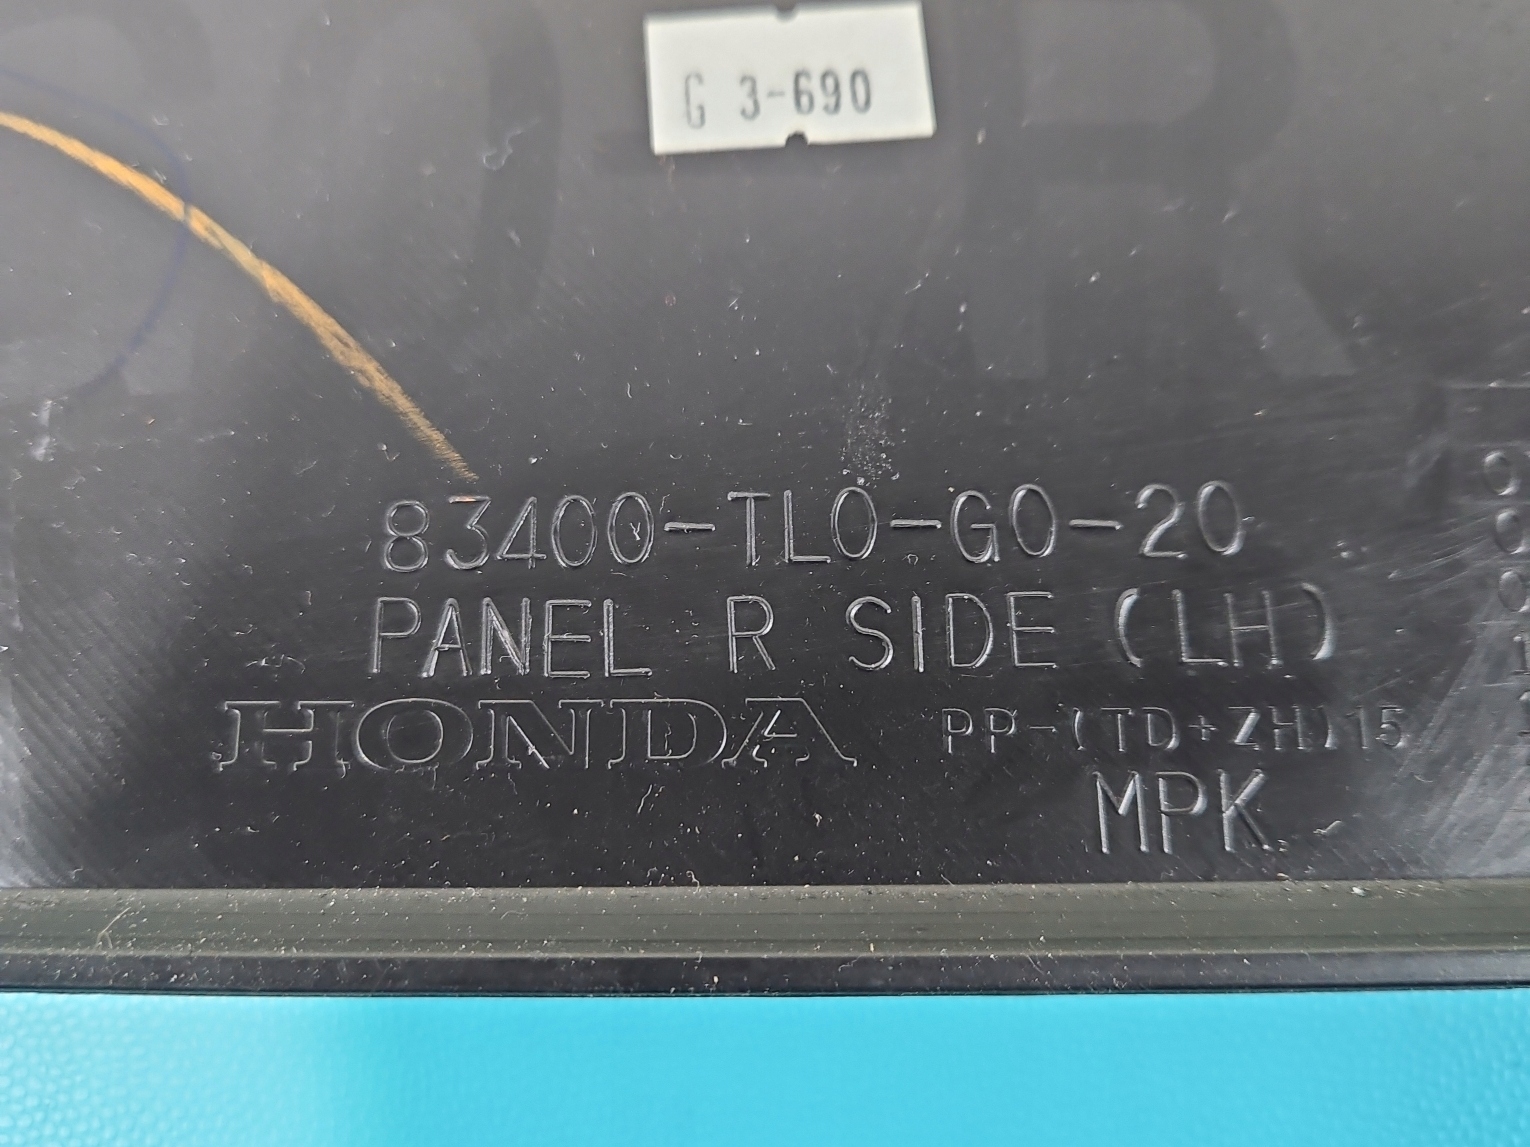 G 3-690
83400-TL0-G0-20
PANEL R SIDE (LH)
HONDA PP-(TD+ZH)15
MPK